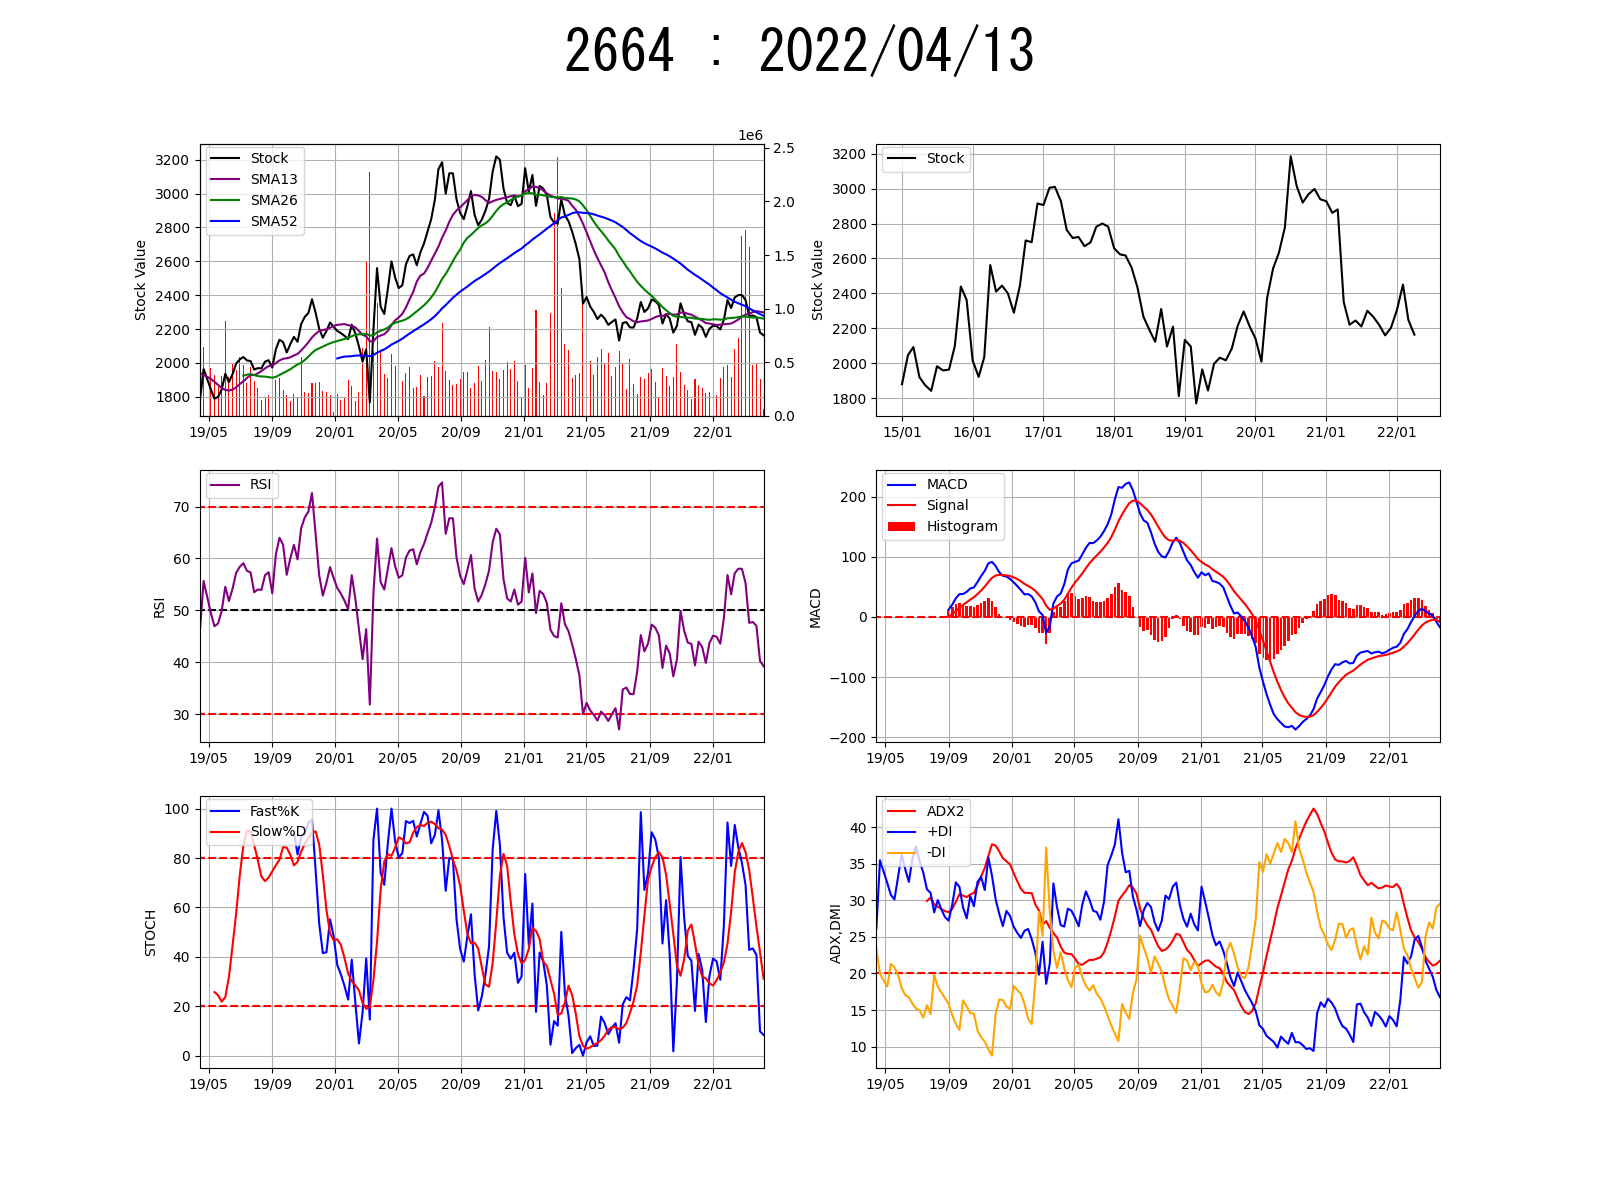 2664 : 2022/04/13
1e6
Stock Value
3200
3000
2800
2600
2400
2200
2000
1800
Stock
SMA13
SMA26
SMA52
2.5
2.0
1.5
1.0
0.5
0.0
19/05 19/09 20/01 20/05 20/09 21/01 21/05 21/09 22/01
Stock Value
3200
3000
2800
2600
2400
2200
2000
1800
Stock
15/01 16/01 17/01 18/01 19/01 20/01 21/01 22/01
RSI
70
60
50
40
30
RSI
19/05 19/09 20/01 20/05 20/09 21/01 21/05 21/09 22/01
MACD
200
100
0
−100
−200
MACD
Signal
Histogram
19/05 19/09 20/01 20/05 20/09 21/01 21/05 21/09 22/01
STOCH
100
80
60
40
20
0
Fast%K
Slow%D
19/05 19/09 20/01 20/05 20/09 21/01 21/05 21/09 22/01
ADX,DMI
40
35
30
25
20
15
10
ADX2
+DI
-DI
19/05 19/09 20/01 20/05 20/09 21/01 21/05 21/09 22/01